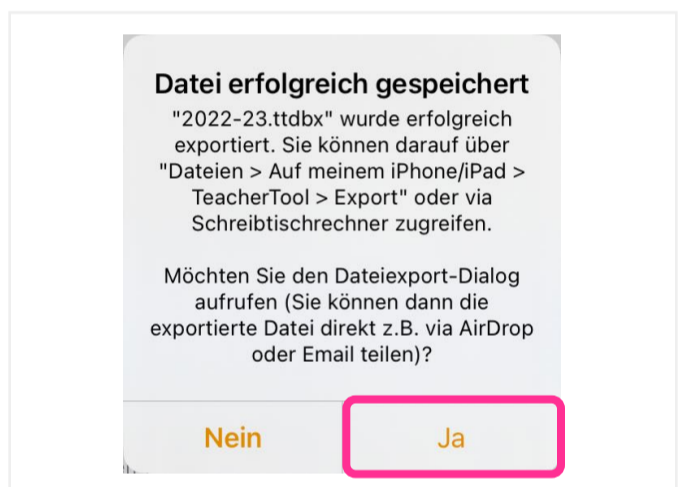 Datei erfolgreich gespeichert
"2022-23.ttdbx" wurde erfolgreich
exportiert. Sie können darauf über
"Dateien > Auf meinem iPhone/iPad >
TeacherTool > Export" oder via
Schreibtischrechner zugreifen.
Möchten Sie den Dateiexport-Dialog
aufrufen (Sie können dann die
exportierte Datei direkt z.B. via AirDrop
oder Email teilen)?
Nein
Ja